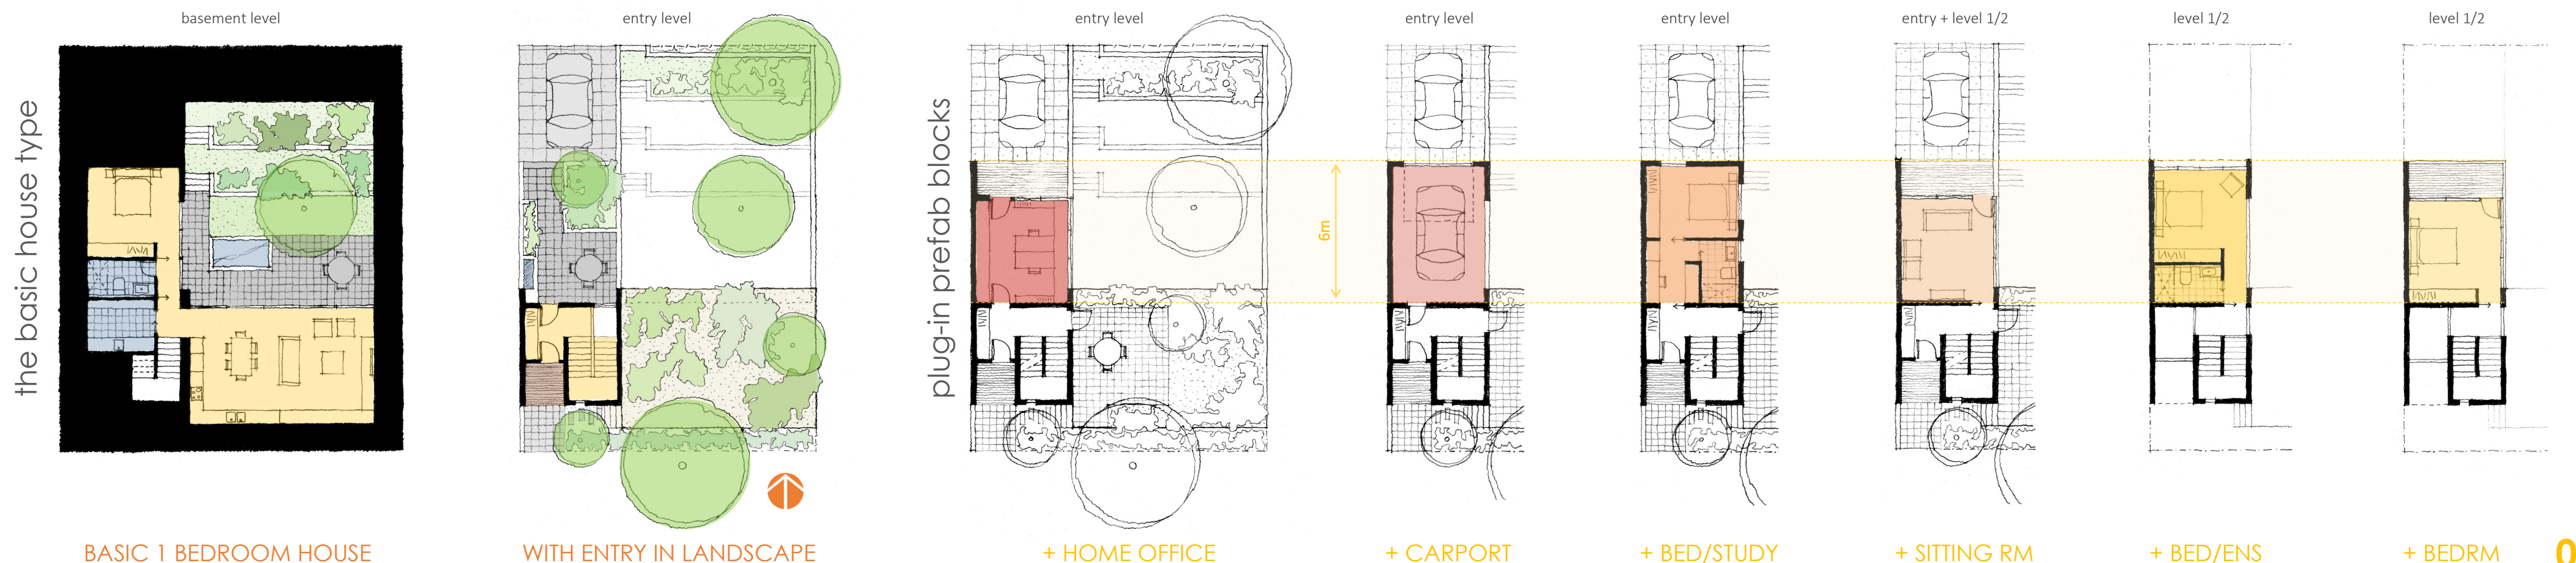 basement level
entry level
entry level
entry level
entry level
entry + level 1/2
level 1/2
level 1/2
the basic house type
plug-in prefab blocks
6m
BASIC 1 BEDROOM HOUSE
WITH ENTRY IN LANDSCAPE
+ HOME OFFICE
+ CARPORT
+ BED/STUDY
+ SITTING RM
+ BED/ENS
+ BEDRM
0